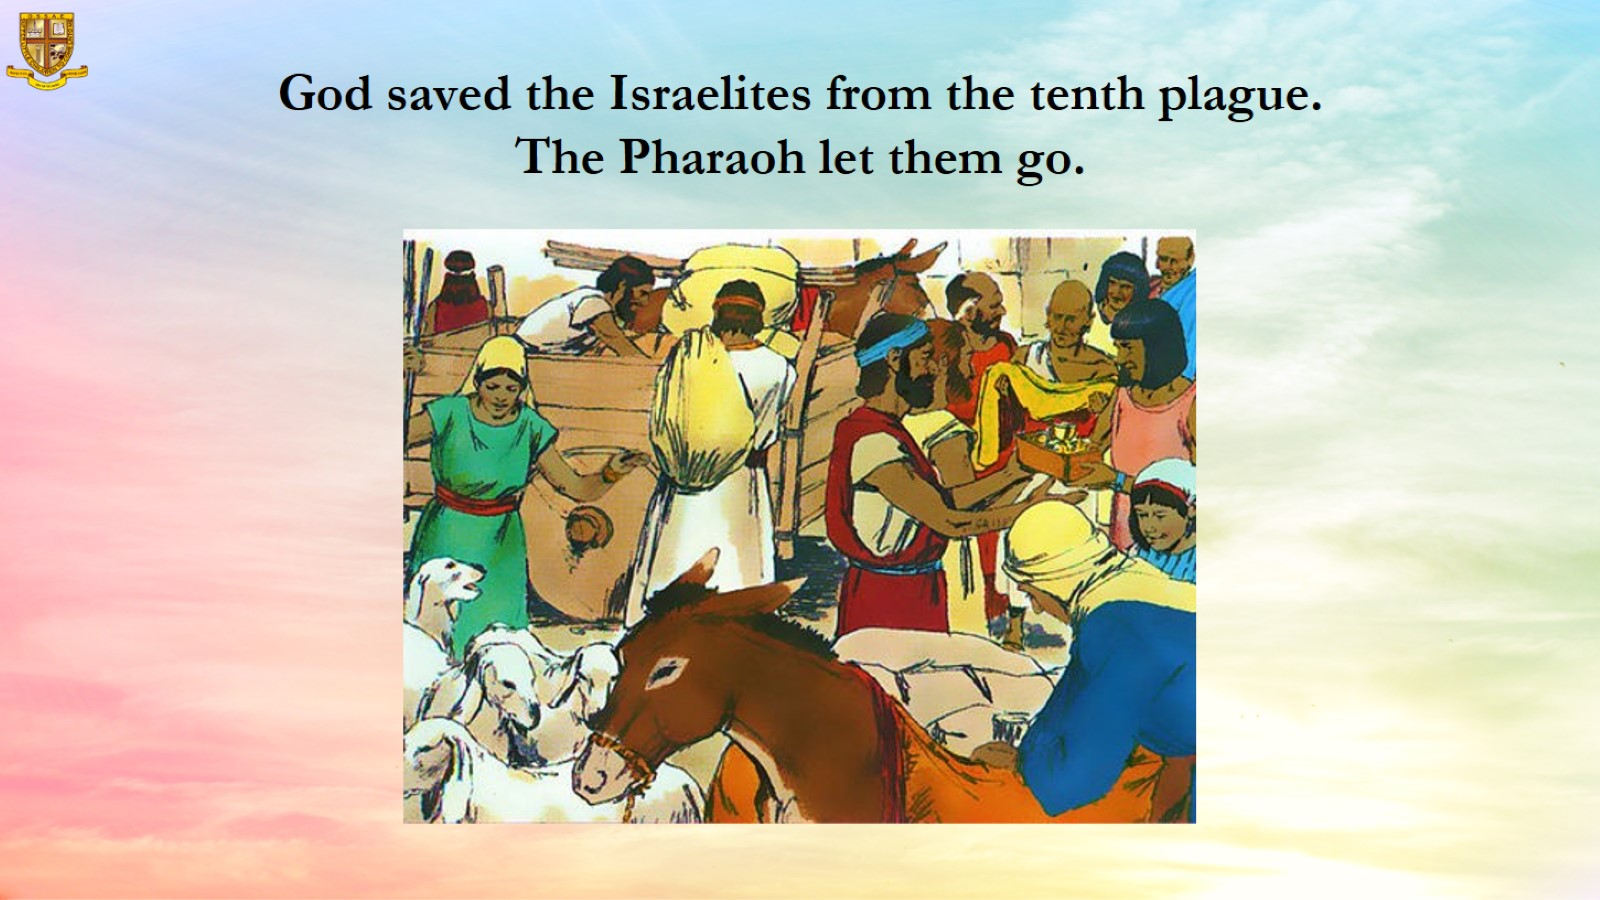 God saved the Israelites from the tenth plague.
The Pharaoh let them go.